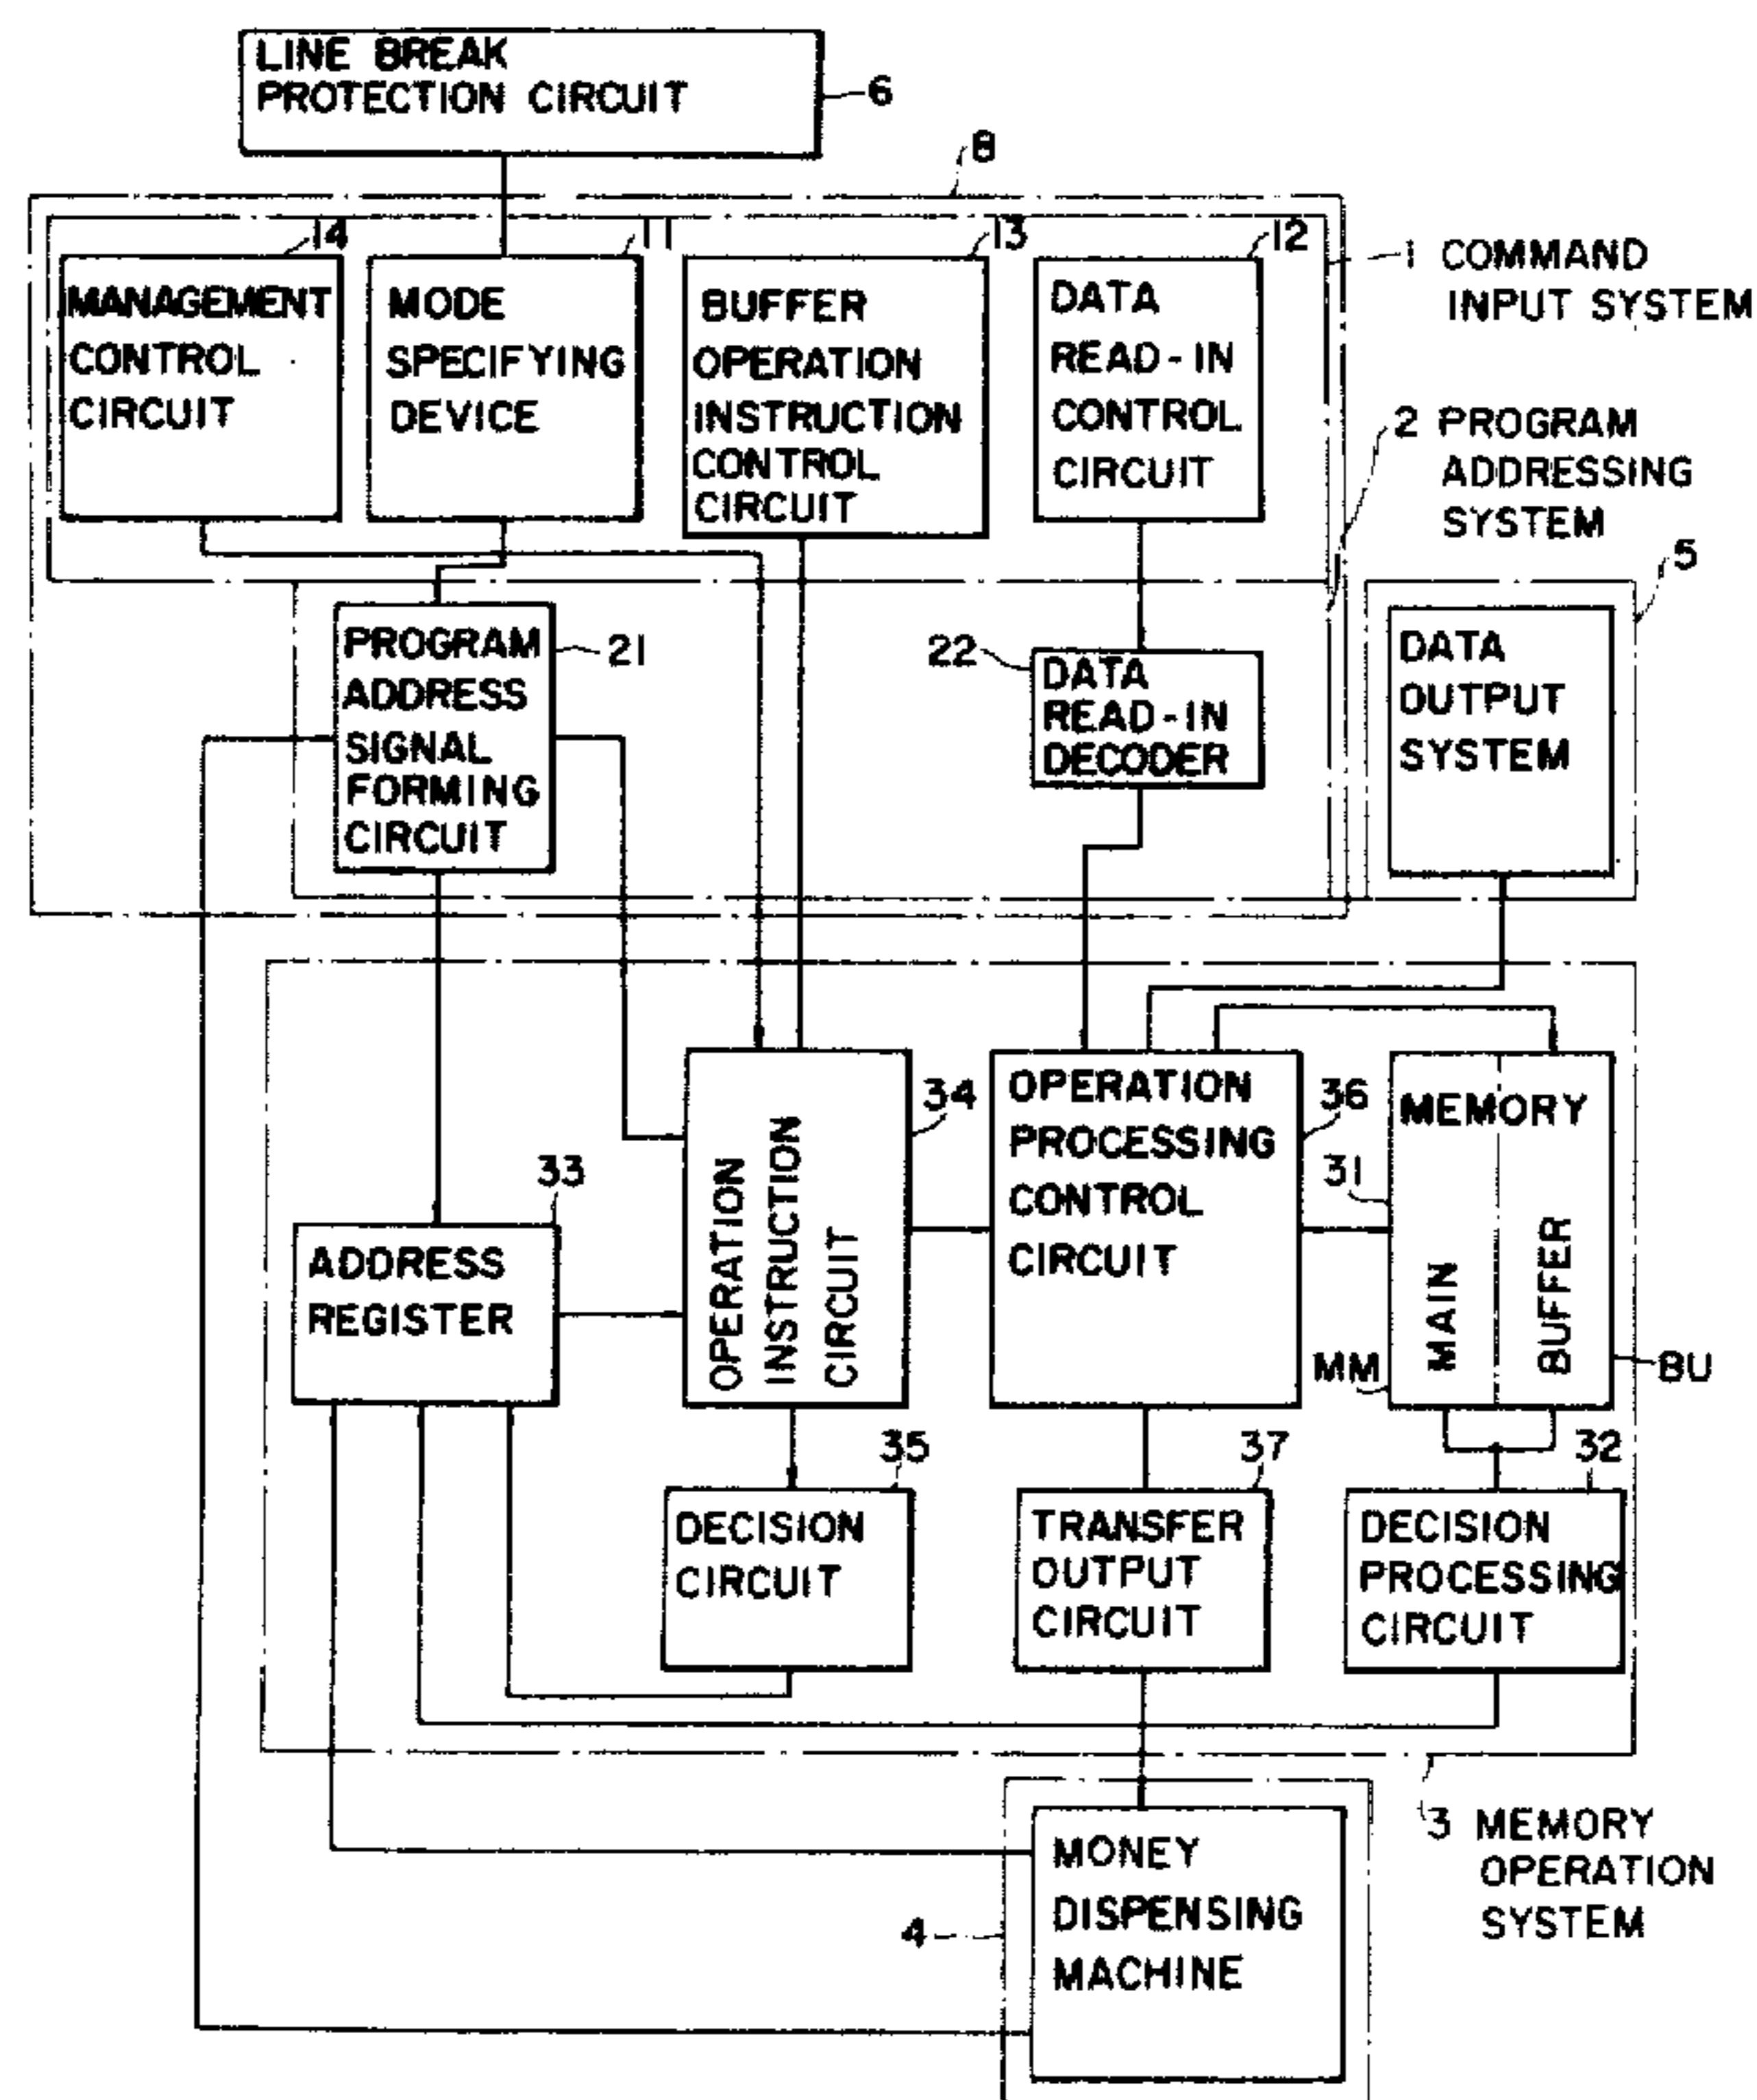 LINE BREAK
PROTECTION CIRCUIT
6
8
14
11
13
12
MANAGEMENT
CONTROL
CIRCUIT
MODE
SPECIFYING
DEVICE
BUFFER
OPERATION
INSTRUCTION
CONTROL
CIRCUIT
DATA
READ-IN
CONTROL
CIRCUIT
1 COMMAND
INPUT SYSTEM
2 PROGRAM
ADDRESSING
SYSTEM
5
PROGRAM
ADDRESS
SIGNAL
FORMING
CIRCUIT
21
22
DATA
READ-IN
DECODER
DATA
OUTPUT
SYSTEM
33
ADDRESS
REGISTER
OPERATION
INSTRUCTION
CIRCUIT
34
OPERATION
PROCESSING
CONTROL
CIRCUIT
36
31
MEMORY
MAIN
BUFFER
MM
BU
35
DECISION
CIRCUIT
37
TRANSFER
OUTPUT
CIRCUIT
32
DECISION
PROCESSING
CIRCUIT
3 MEMORY
OPERATION
SYSTEM
4
MONEY
DISPENSING
MACHINE